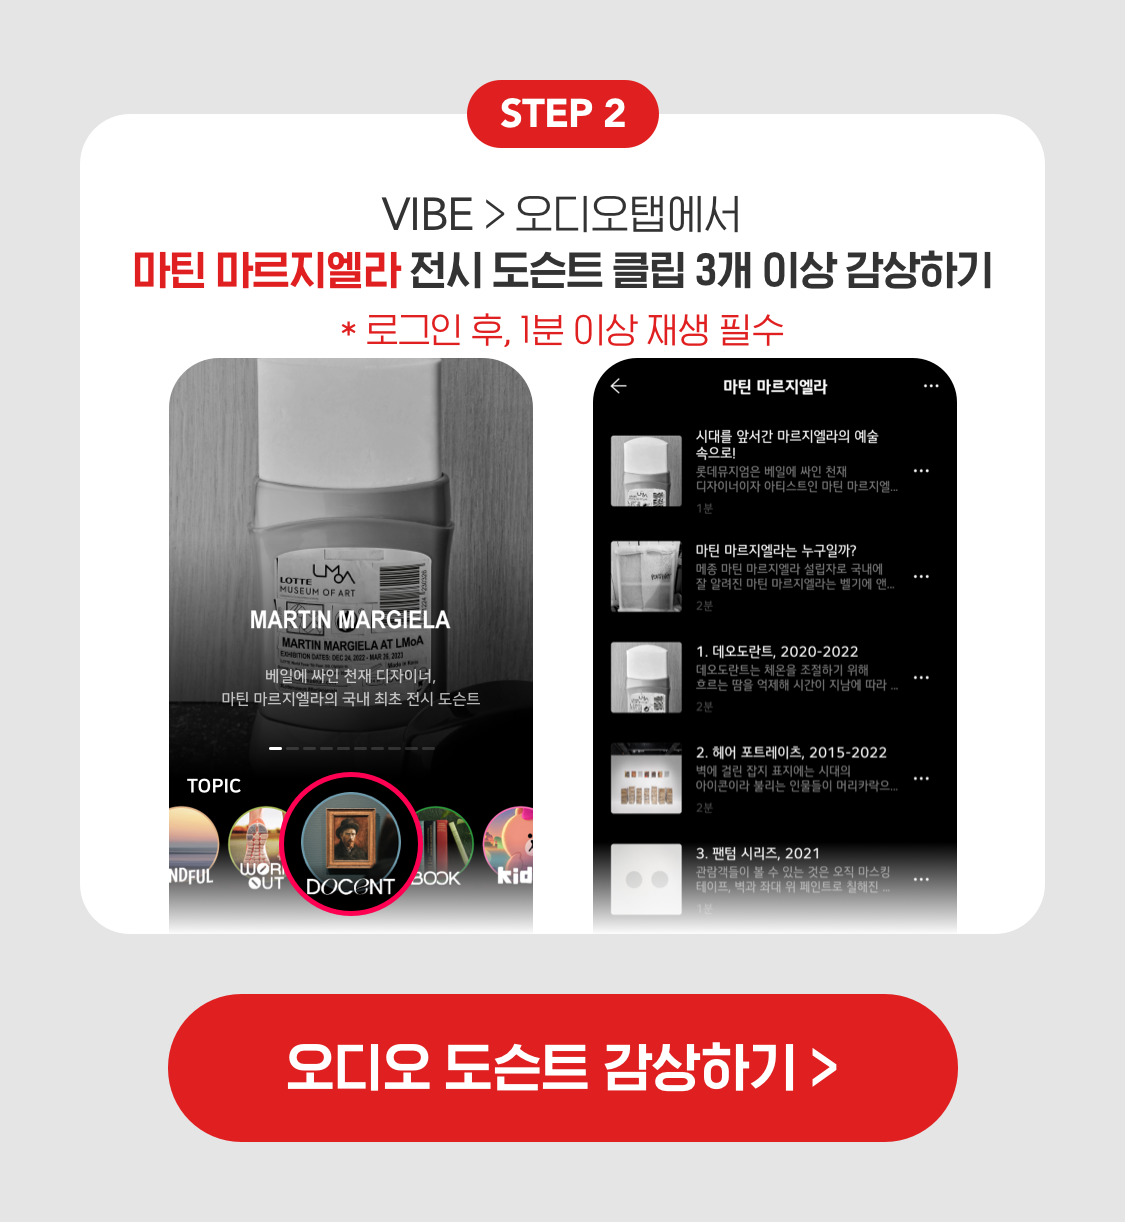 STEP 2
VIBE > 오디오탭에서
마틴 마르지엘라 전시 도슨트 클립 3개 이상 감상하기
* 로그인 후, 1분 이상 재생 필수
LMoA
LOTTE
MUSEUM OF ART
MARTIN MARGIELA
MARTIN MARGIELA AT LMoA
EXHIBITION DATES: DEC 24, 2022 - MAR 26, 2023
베일에 싸인 천재 디자이너,
마틴 마르지엘라의 국내 최초 전시 도슨트
TOPIC
NDFUL
WORK
OUT
DOCENT
BOOK
kid
마틴 마르지엘라
시대를 앞서간 마르지엘라의 예술
속으로!
롯데뮤지엄은 베일에 싸인 천재
디자이너이자 아티스트인 마틴 마르지엘...
1분
마틴 마르지엘라는 누구일까?
메종 마틴 마르지엘라 설립자로 국내에
잘 알려진 마틴 마르지엘라는 벨기에 앤...
2분
1. 데오도란트, 2020-2022
데오도란트는 체온을 조절하기 위해
흐르는 땀을 억제해 시간이 지남에 따라 ...
2분
2. 헤어 포트레이츠, 2015-2022
벽에 걸린 잡지 표지에는 시대의
아이콘이라 불리는 인물들이 머리카락으...
2분
3. 팬텀 시리즈, 2021
관람객들이 볼 수 있는 것은 오직 마스킹
테이프, 벽과 좌대 위 페인트로 칠해진 ...
1분
오디오 도슨트 감상하기 >